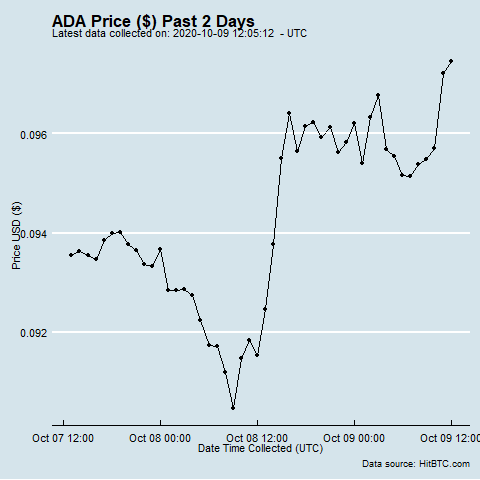 ADA Price ($) Past 2 Days
Latest data collected on: 2020-10-09 12:05:12 - UTC
0.096
0.094
0.092
Price USD ($)
Oct 07 12:00 Oct 08 00:00 Oct 08 12:00 Oct 09 00:00 Oct 09 12:00
Date Time Collected (UTC)
Data source: HitBTC.com